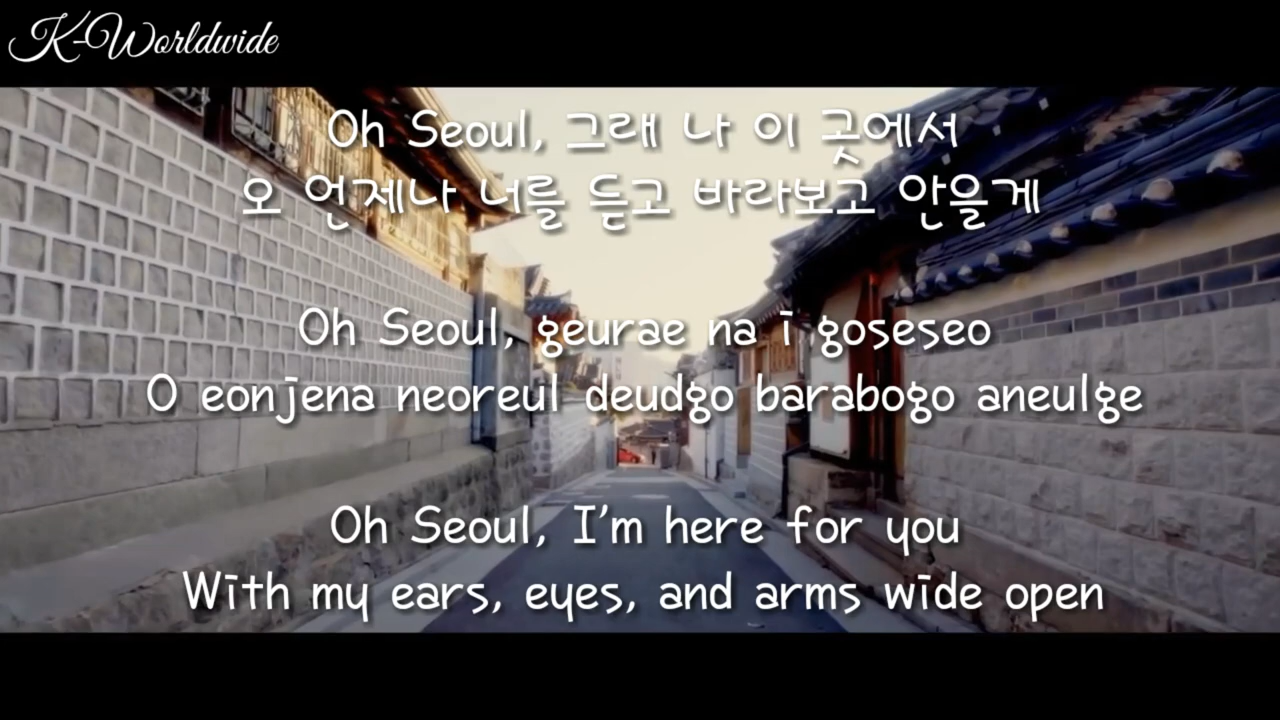 K-Worldwide
Oh Seoul, 그래 나 이 곳에서
오 언제나 너를 듣고 바라보고 안을게
Oh Seoul, geurae na i goseseo
O eonjena neoreul deudgo barabogo aneulge
Oh Seoul, I'm here for you
With my ears, eyes, and arms wide open